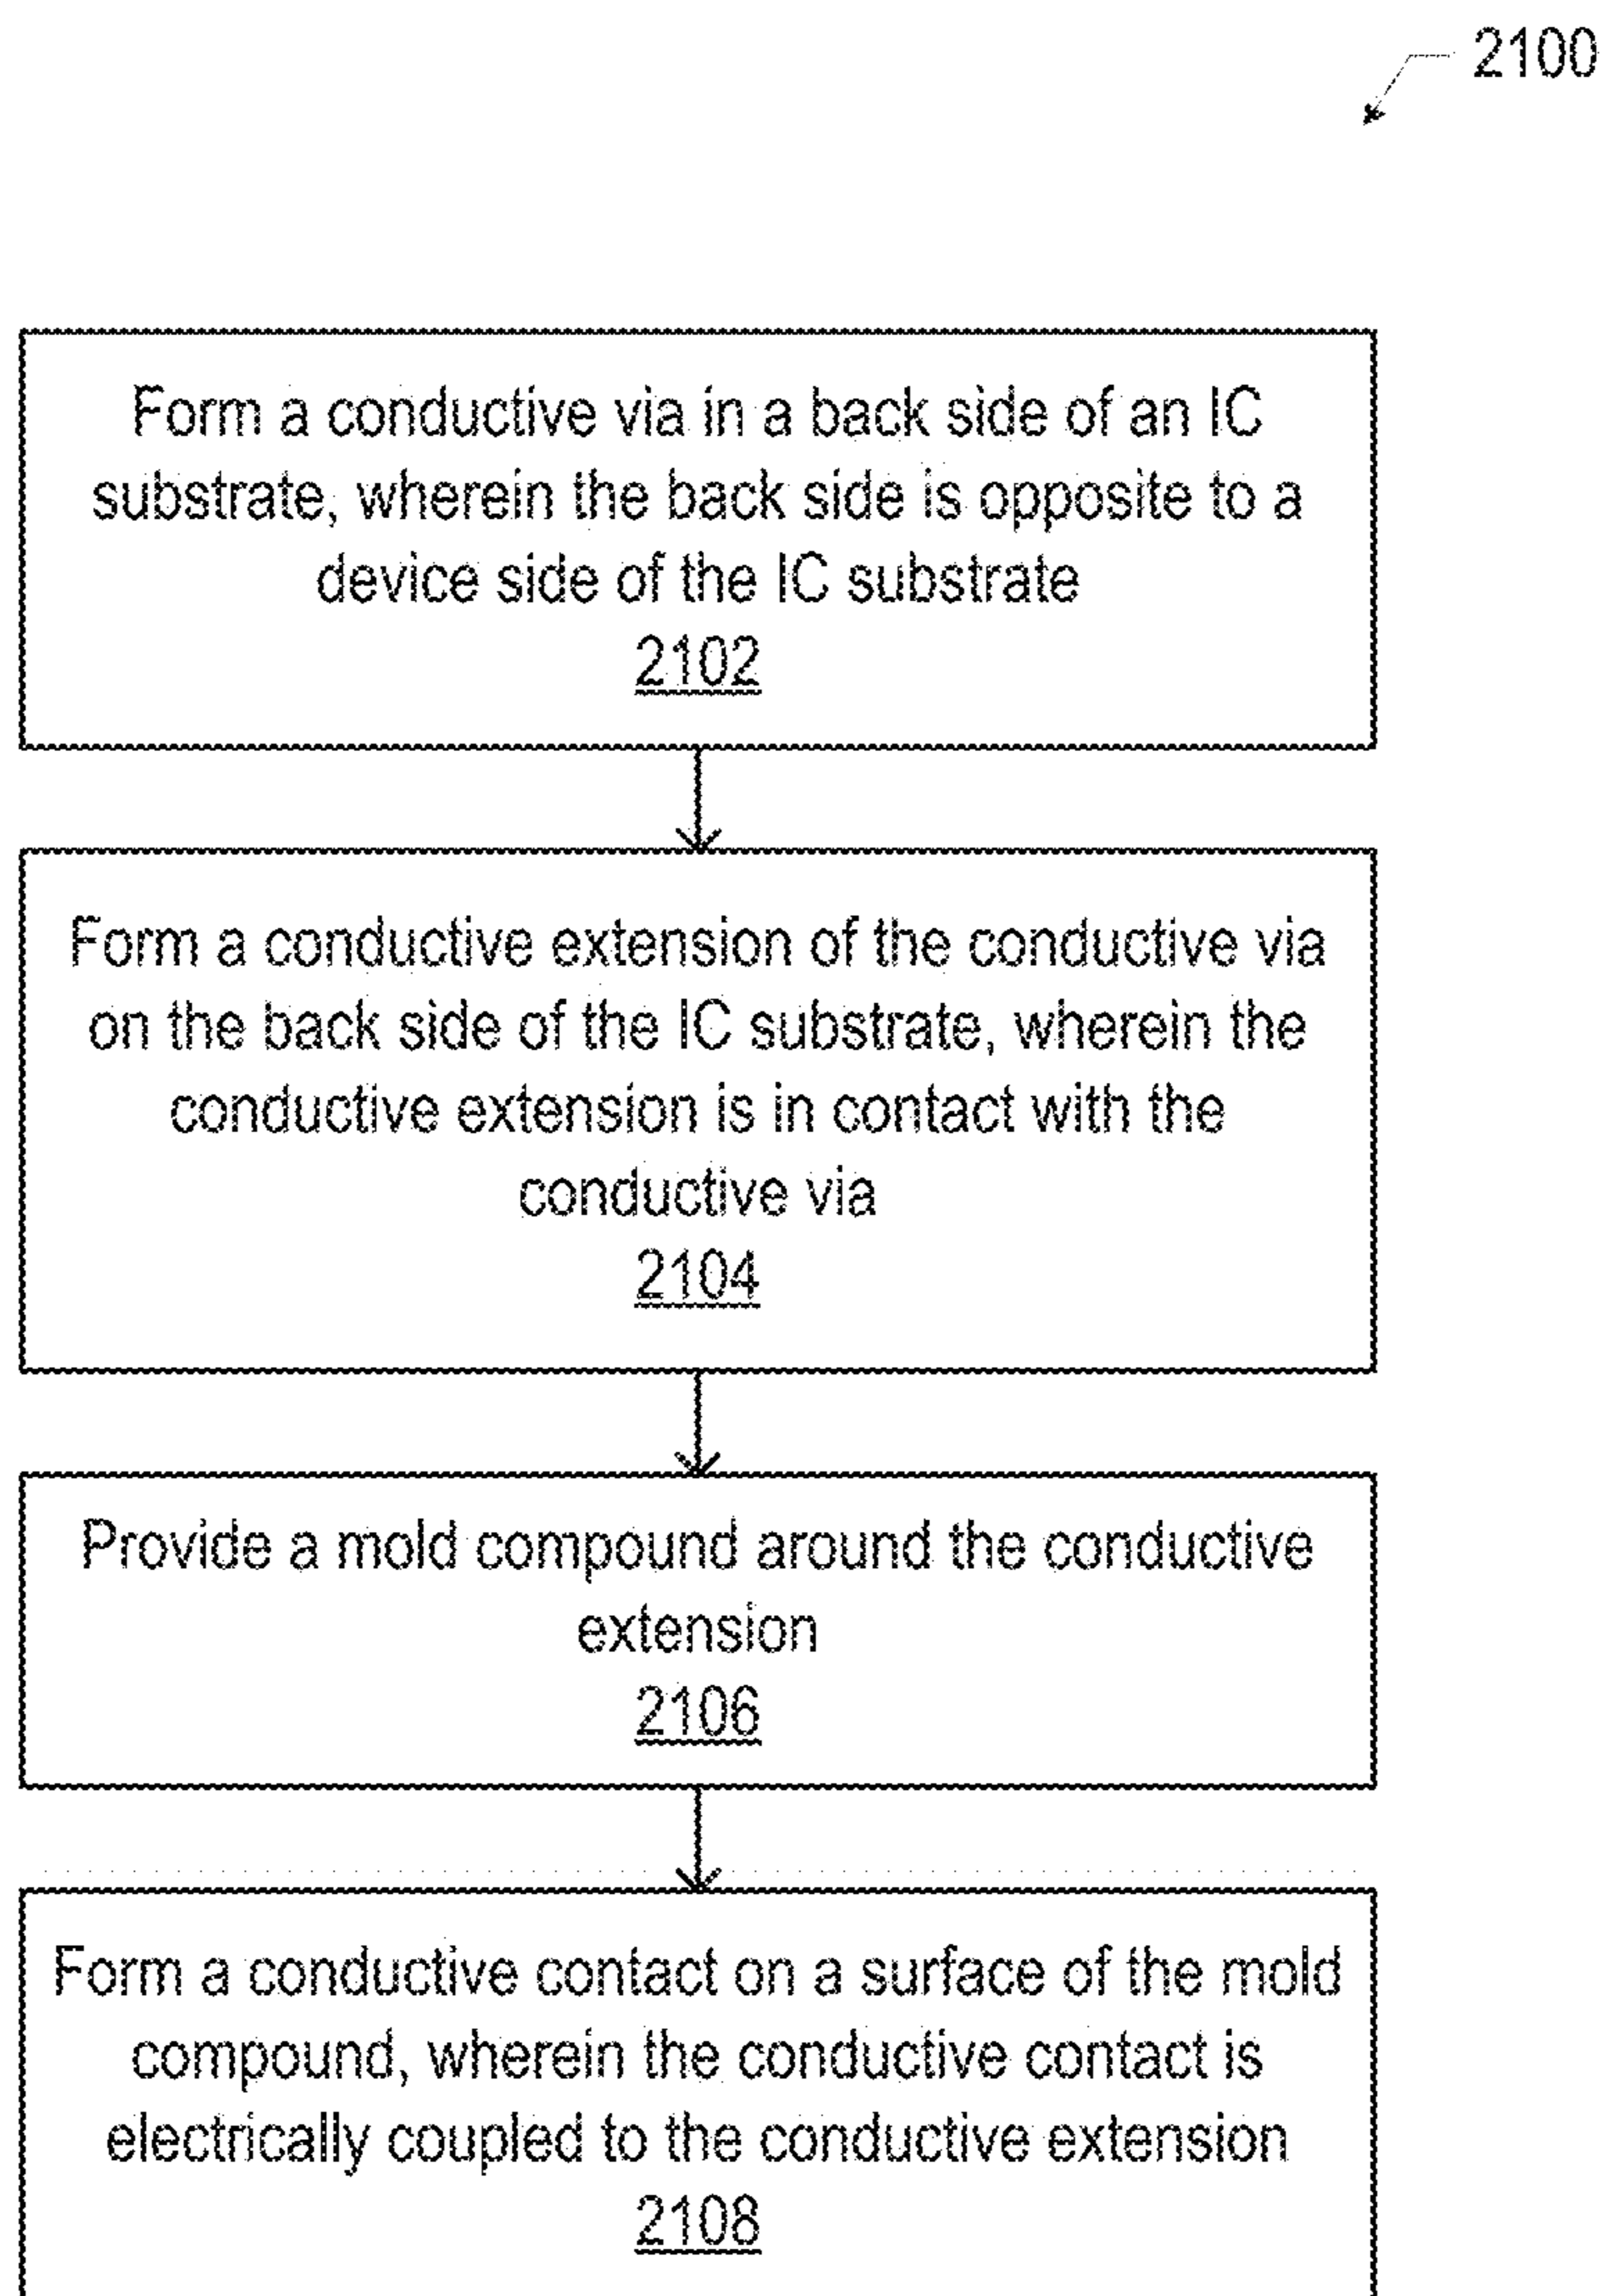 2100
Form a conductive via in a back side of an IC
substrate, wherein the back side is opposite to a
device side of the IC substrate
2102
Form a conductive extension of the conductive via
on the back side of the IC substrate, wherein the
conductive extension is in contact with the
conductive via
2104
Provide a mold compound around the conductive
extension
2106
Form a conductive contact on a surface of the mold
compound, wherein the conductive contact is
electrically coupled to the conductive extension
2108